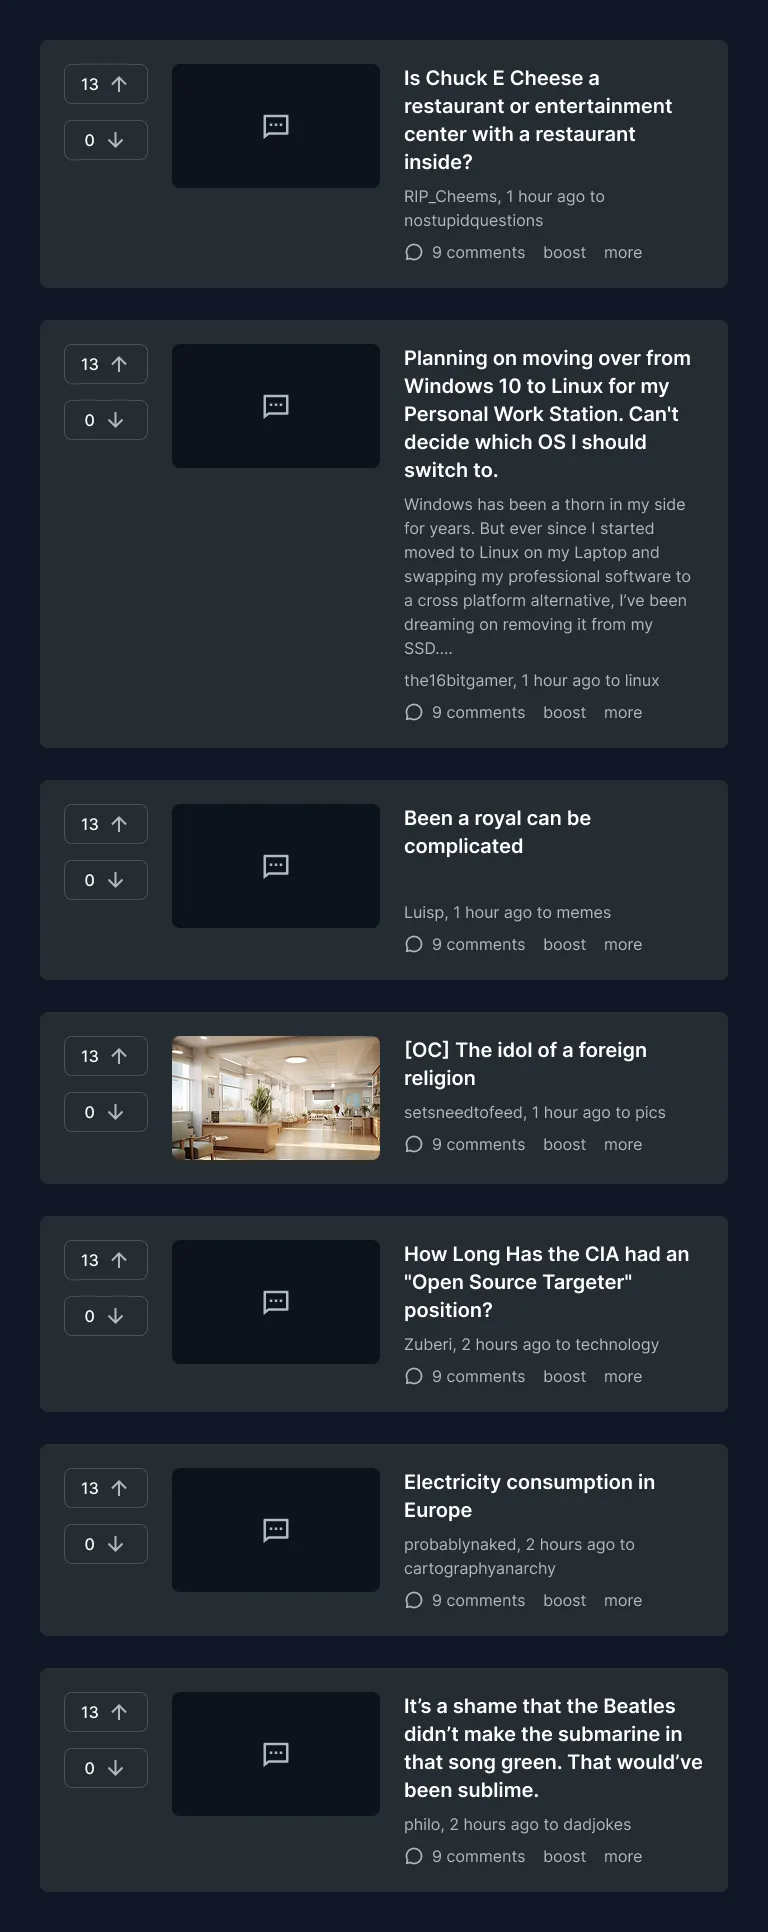 13
0
Is Chuck E Cheese a
restaurant or entertainment
center with a restaurant
inside?
RIP_Cheems, 1 hour ago to
nostupidquestions
9 comments boost more
13
0
Planning on moving over from
Windows 10 to Linux for my
Personal Work Station. Can't
decide which OS I should
switch to.
Windows has been a thorn in my side
for years. But ever since I started
moved to Linux on my Laptop and
swapping my professional software to
a cross platform alternative, I’ve been
dreaming on removing it from my
SSD....
the16bitgamer, 1 hour ago to linux
9 comments boost more
13
0
Been a royal can be
complicated
Luisp, 1 hour ago to memes
9 comments boost more
13
0
[OC] The idol of a foreign
religion
setsneedtofeed, 1 hour ago to pics
9 comments boost more
13
0
How Long Has the CIA had an
"Open Source Targeter"
position?
Zuberi, 2 hours ago to technology
9 comments boost more
13
0
Electricity consumption in
Europe
probablynaked, 2 hours ago to
cartographyanarchy
9 comments boost more
13
0
It’s a shame that the Beatles
didn’t make the submarine in
that song green. That would’ve
been sublime.
philo, 2 hours ago to dadjokes
9 comments boost more